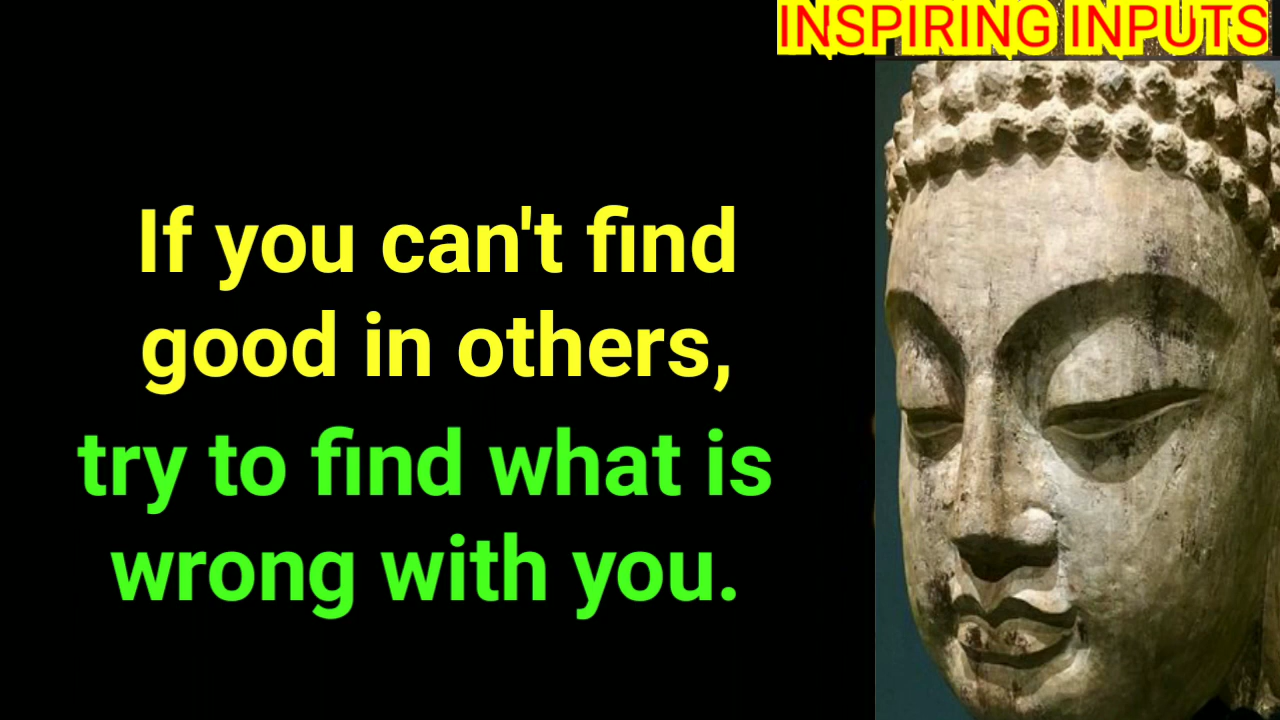 INSPIRING INPUTS
If you can't find
good in others,
try to find what is
wrong with you.